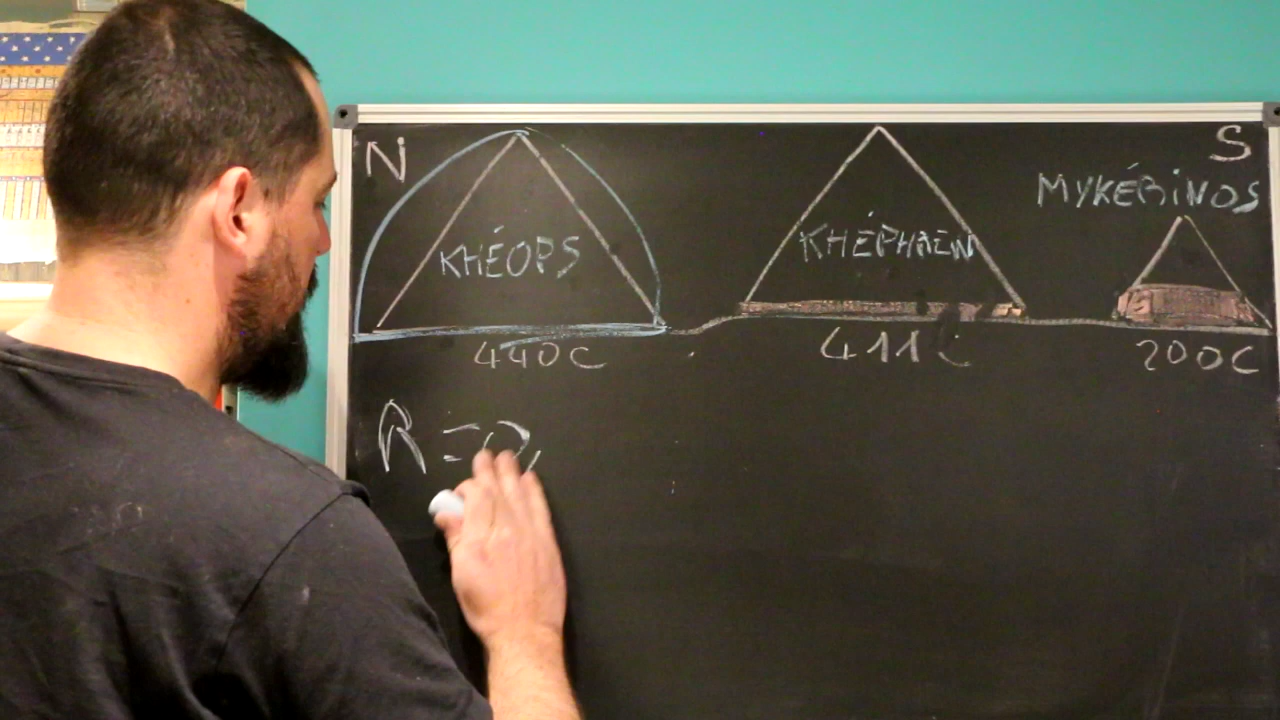 N
S
MYKÉRINOS
KHÉOPS
KHÉPHREN
440C
411C
200C
R =